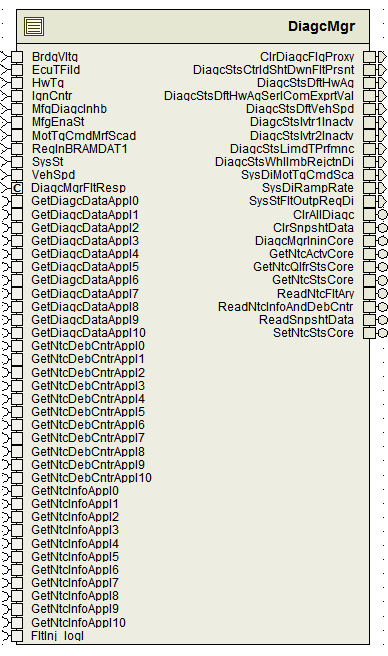 DiagcMgr
BrdgVltg
EcuTFild
HwTq
IgnCntr
MfgDiagcInhb
MfgEnaSt
MotTqCmdMrfScad
RegInBRAMDAT1
SysSt
VehSpd
C DiagcMgrFltResp
GetDiagcDataAppl0
GetDiagcDataAppl1
GetDiagcDataAppl2
GetDiagcDataAppl3
GetDiagcDataAppl4
GetDiagcDataAppl5
GetDiagcDataAppl6
GetDiagcDataAppl7
GetDiagcDataAppl8
GetDiagcDataAppl9
GetDiagcDataAppl10
GetNtcDebCntrAppl0
GetNtcDebCntrAppl1
GetNtcDebCntrAppl2
GetNtcDebCntrAppl3
GetNtcDebCntrAppl4
GetNtcDebCntrAppl5
GetNtcDebCntrAppl6
GetNtcDebCntrAppl7
GetNtcDebCntrAppl8
GetNtcDebCntrAppl9
GetNtcDebCntrAppl10
GetNtcInfoAppl0
GetNtcInfoAppl1
GetNtcInfoAppl2
GetNtcInfoAppl3
GetNtcInfoAppl4
GetNtcInfoAppl5
GetNtcInfoAppl6
GetNtcInfoAppl7
GetNtcInfoAppl8
GetNtcInfoAppl9
GetNtcInfoAppl10
FltInj_logl
ClrDiagcFlgProxy
DiagcStsCtrldShtDwnFltPrsnt
DiagcStsDftHwAg
DiagcStsDftHwAgSerlComExprtVal
DiagcStsDftVehSpd
DiagcStsIvtr1Inactv
DiagcStsIvtr2Inactv
DiagcStsLimdTPrfmnc
DiagcStsWhlImbRejctnDi
SysDiMotTqCmdSca
SysDiRampRate
SysStFltOutpReqDi
ClrAllDiagc
ClrSnpshtData
DiagcMgrIninCore
GetNtcActvCore
GetNtcQlfrStsCore
GetNtcStsCore
ReadNtcFltAry
ReadNtcInfoAndDebCntr
ReadSnpshtData
SetNtcStsCore